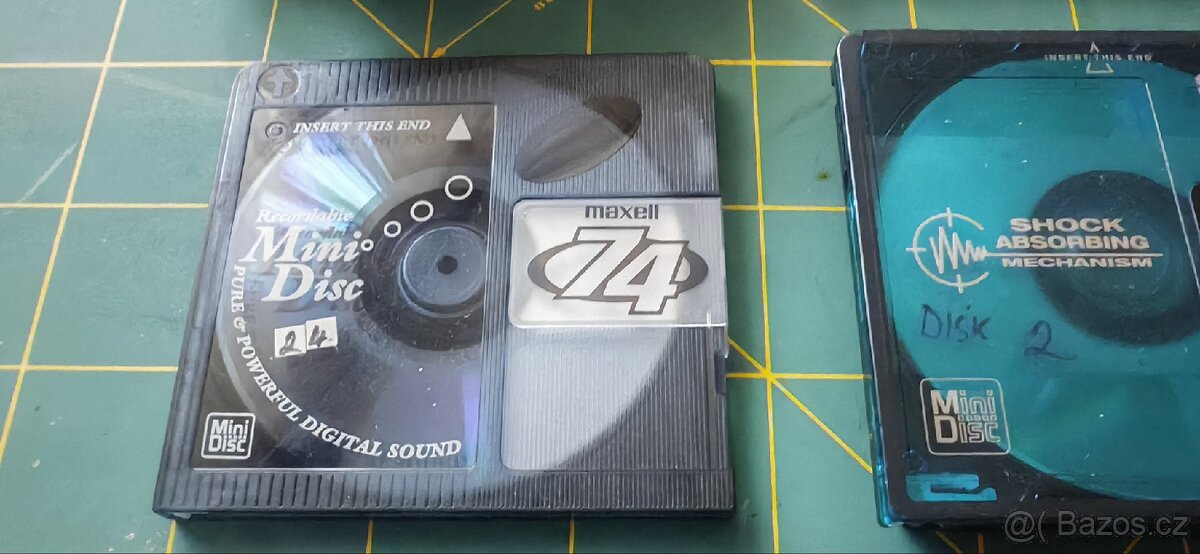 INSERT THIS END
Recordable
Mini
Disc
PURE & POWERFUL DIGITAL SOUND
24
Mini
Disc
maxell
74
INSERT THIS END
SHOCK
ABSORBING
MECHANISM
Disk 2
Mini
Disc
@( Bazos.cz